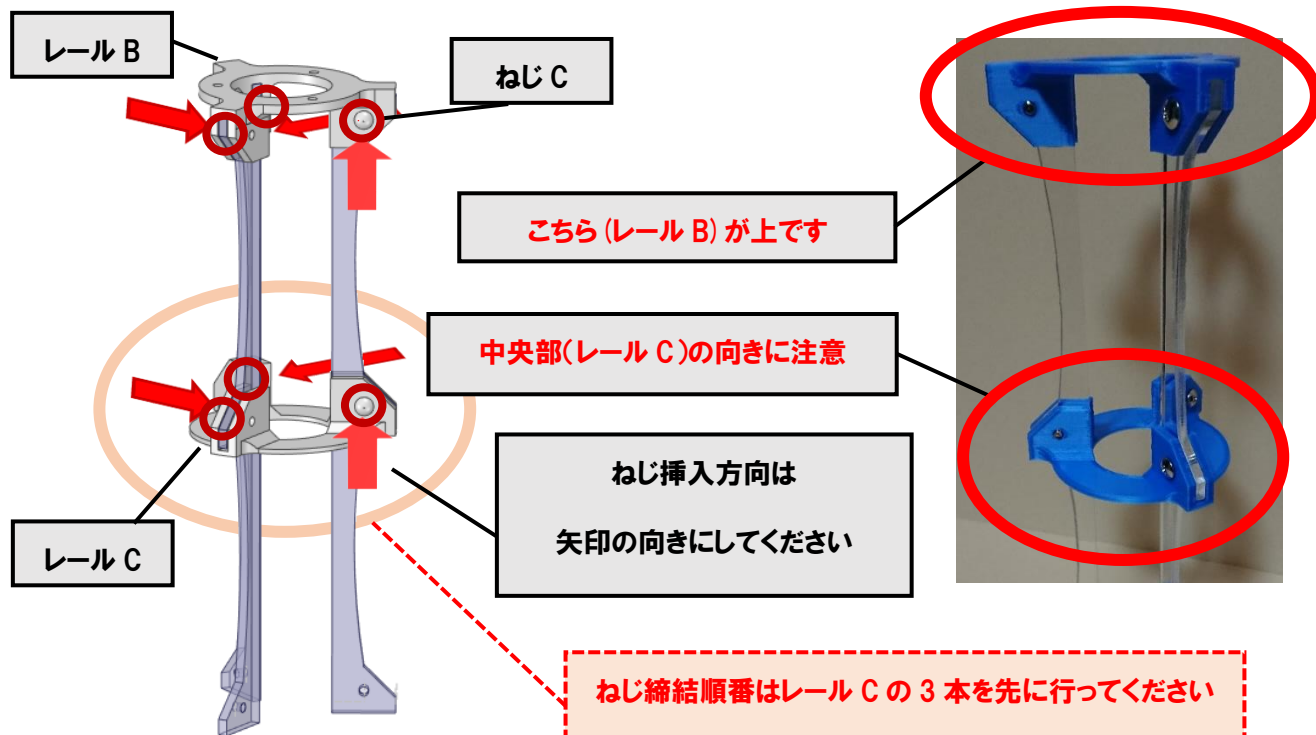 レール B
ねじ C
こちら (レール B) が上です
中央部（レール C）の向きに注意
ねじ挿入方向は
矢印の向きにしてください
レール C
ねじ締結順番はレール C の 3 本を先に行ってください